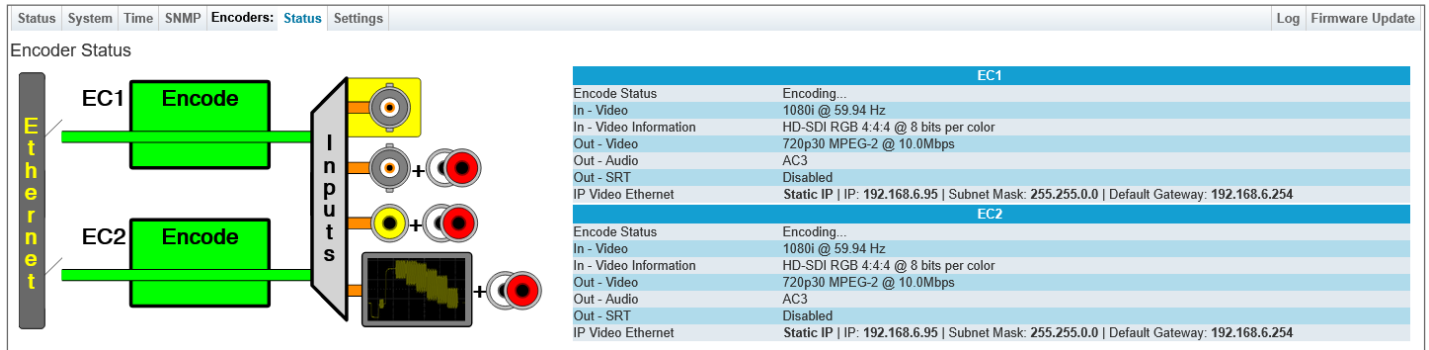 Status System Time SNMP Encoders: Status Settings Log Firmware Update
Encoder Status
Ethernet
EC1 Encode
EC2 Encode
Inputs
+
+
+
EC1
Encode Status Encoding...
In - Video 1080i @ 59.94 Hz
In - Video Information HD-SDI RGB 4:4:4 @ 8 bits per color
Out - Video 720p30 MPEG-2 @ 10.0Mbps
Out - Audio AC3
Out - SRT Disabled
IP Video Ethernet Static IP | IP: 192.168.6.95 | Subnet Mask: 255.255.0.0 | Default Gateway: 192.168.6.254
EC2
Encode Status Encoding...
In - Video 1080i @ 59.94 Hz
In - Video Information HD-SDI RGB 4:4:4 @ 8 bits per color
Out - Video 720p30 MPEG-2 @ 10.0Mbps
Out - Audio AC3
Out - SRT Disabled
IP Video Ethernet Static IP | IP: 192.168.6.95 | Subnet Mask: 255.255.0.0 | Default Gateway: 192.168.6.254